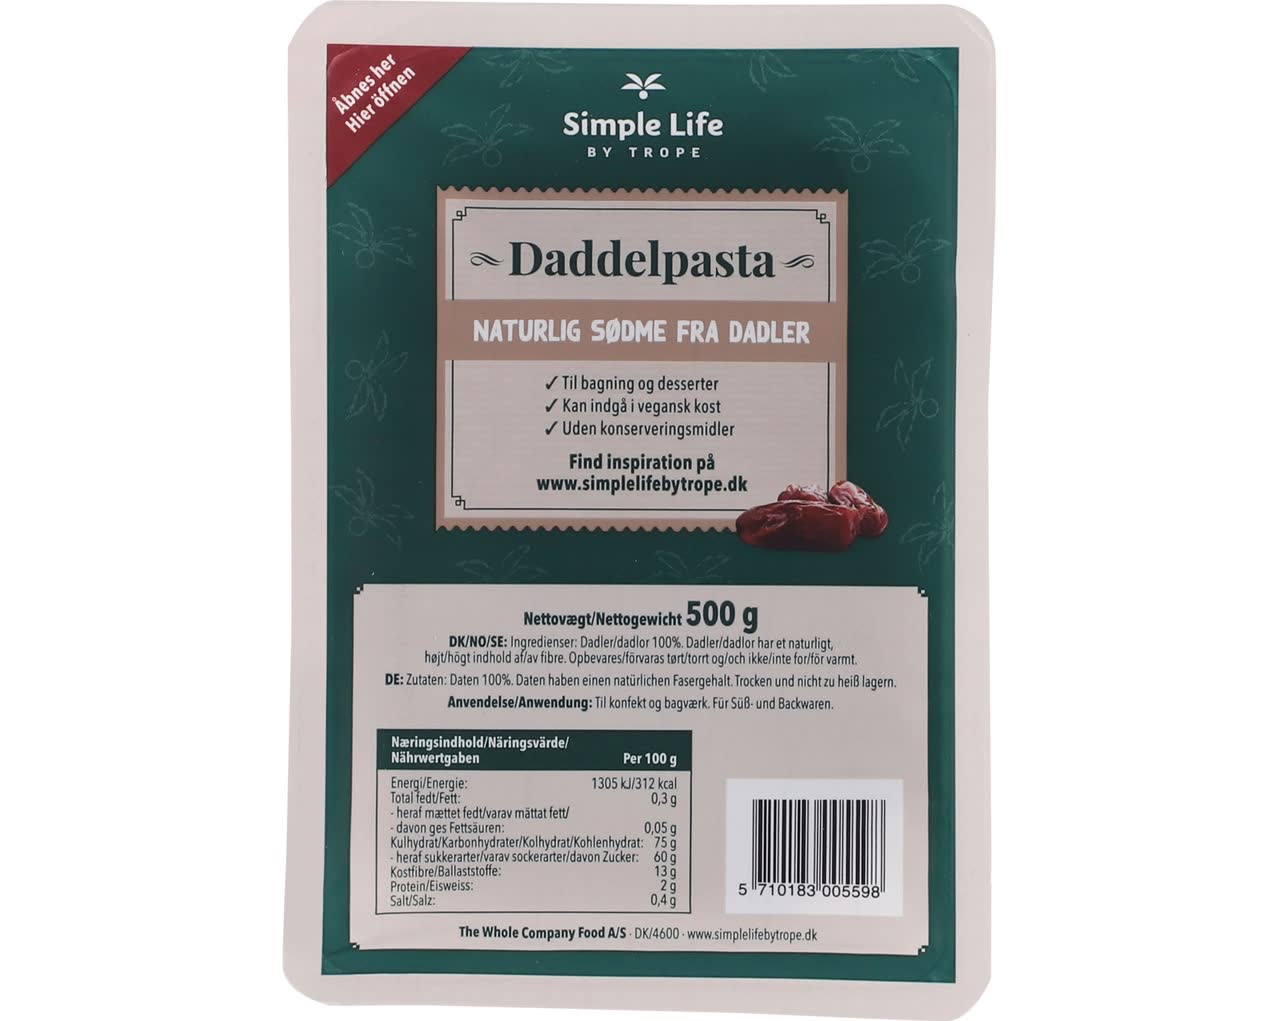 Åbnes her
Hier öffnen
Simple Life
BY TROPE
Daddelpasta
NATURLIG SØDME FRA DADLER
✓ Til bagning og desserter
✓ Kan indgå i vegansk kost
✓ Uden konserveringsmidler
Find inspiration på
www.simplelifebytrope.dk
Nettovægt/Nettogewicht 500 g
DK/NO/SE: Ingredienser: Dadler/dadlor 100%. Dadler/dadlor har et naturligt,
højt/högt indhold af/av fibre. Opbevares/förvaras tørt/torrt og/och ikke/inte for/för varmt.
DE: Zutaten: Daten 100%. Daten haben einen natürlichen Fasergehalt. Trocken und nicht zu heiß lagern.
Anvendelse/Anwendung: Til konfekt og bagværk. Für Süß- und Backwaren.
Næringsindhold/Näringsvärde/
Nährwertgaben Per 100 g
Energi/Energie: 1305 kJ/312 kcal
Total fedt/Fett: 0,3 g
- heraf mættet fedt/varav mättat fett/
- davon ges Fettsäuren: 0,05 g
Kulhydrat/Karbonhydrater/Kolhydrat/Kohlenhydrat: 75 g
- heraf sukkerarter/varav sockerarter/davon Zucker: 60 g
Kostfibre/Ballaststoffe: 13 g
Protein/Eisweiss: 2 g
Salt/Salz: 0,4 g
5 710183 005598
The Whole Company Food A/S · DK/4600 · www.simplelifebytrope.dk